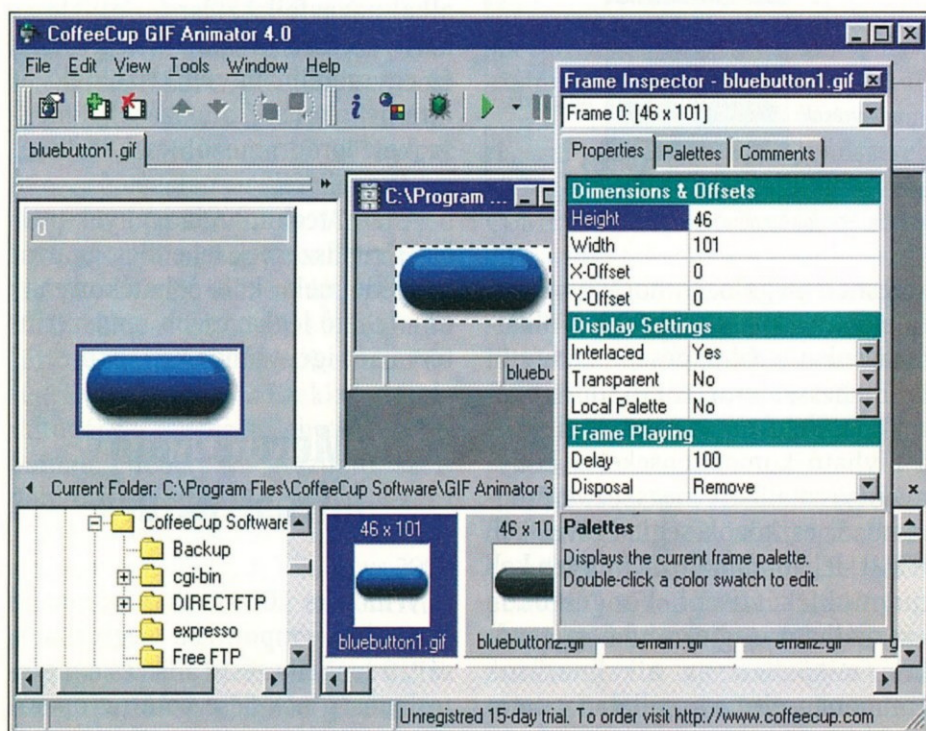 CoffeeCup GIF Animator 4.0
File Edit View Tools Window Help
bluebutton1.gif
0
C:\Program ...
Frame Inspector - bluebutton1.gif
Frame 0: [46 x 101]
Properties Palettes Comments
Dimensions & Offsets
Height 46
Width 101
X-Offset 0
Y-Offset 0
Display Settings
Interlaced Yes
Transparent No
Local Palette No
Frame Playing
Delay 100
Disposal Remove
Palettes
Displays the current frame palette.
Double-click a color swatch to edit.
Current Folder: C:\Program Files\CoffeeCup Software\GIF Animator 3
CoffeeCup Software
Backup
cgi-bin
DIRECTFTP
expresso
Free FTP
46 x 101
bluebutton1.gif
46 x 10
bluebutton2.gif
email1.gif
email2.gif
Unregistred 15-day trial. To order visit http://www.coffeecup.com